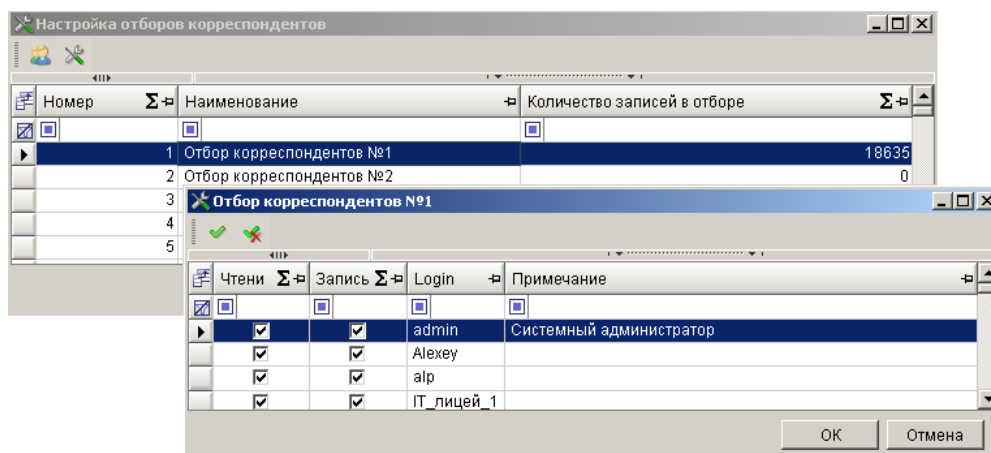 Настройка отборов корреспондентов
Номер Σ Наименование Количество записей в отборе Σ
1 Отбор корреспондентов №1 18635
2 Отбор корреспондентов №2 0
3
4
5
Отбор корреспондентов №1
Чтени Σ Запись Σ Login Примечание
admin Системный администратор
Alexey
alp
IT_лицей_1
OK Отмена